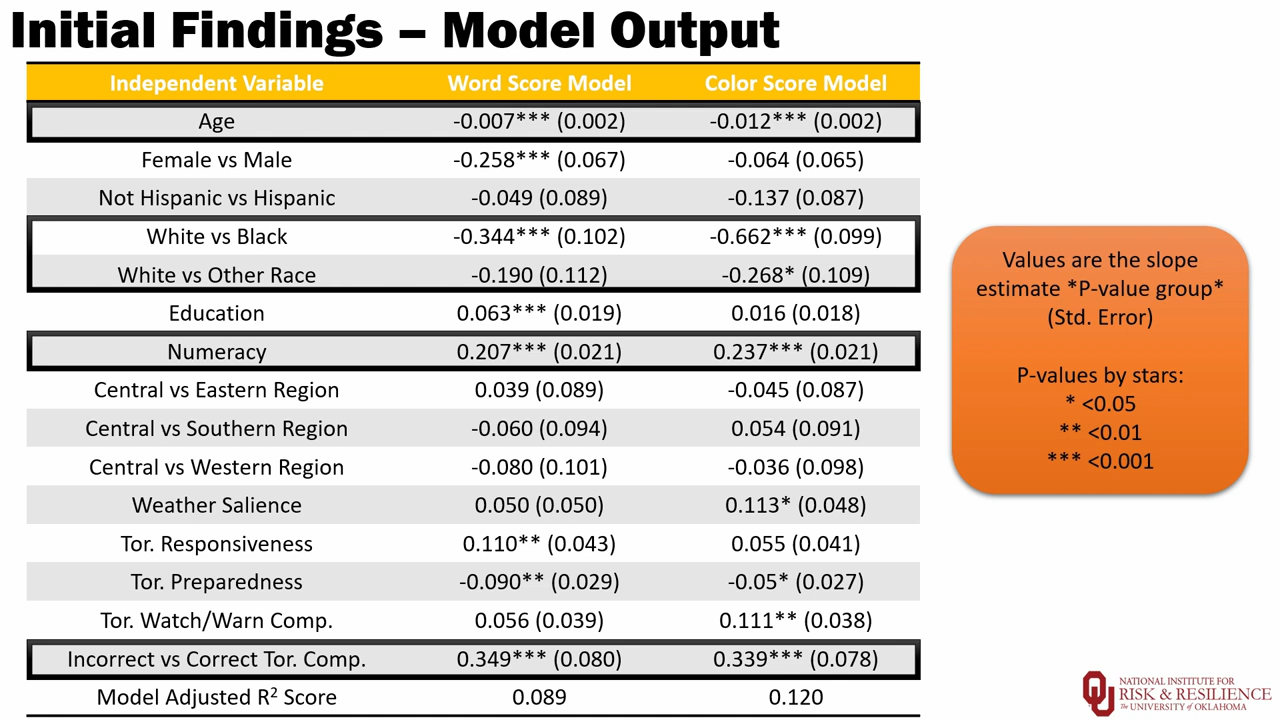 Initial Findings – Model Output
Independent Variable Word Score Model Color Score Model
Age -0.007*** (0.002) -0.012*** (0.002)
Female vs Male -0.258*** (0.067) -0.064 (0.065)
Not Hispanic vs Hispanic -0.049 (0.089) -0.137 (0.087)
White vs Black -0.344*** (0.102) -0.662*** (0.099)
White vs Other Race -0.190 (0.112) -0.268* (0.109)
Education 0.063*** (0.019) 0.016 (0.018)
Numeracy 0.207*** (0.021) 0.237*** (0.021)
Central vs Eastern Region 0.039 (0.089) -0.045 (0.087)
Central vs Southern Region -0.060 (0.094) 0.054 (0.091)
Central vs Western Region -0.080 (0.101) -0.036 (0.098)
Weather Salience 0.050 (0.050) 0.113* (0.048)
Tor. Responsiveness 0.110** (0.043) 0.055 (0.041)
Tor. Preparedness -0.090** (0.029) -0.05* (0.027)
Tor. Watch/Warn Comp. 0.056 (0.039) 0.111** (0.038)
Incorrect vs Correct Tor. Comp. 0.349*** (0.080) 0.339*** (0.078)
Model Adjusted R² Score 0.089 0.120
Values are the slope
estimate *P-value group*
(Std. Error)
P-values by stars:
* <0.05
** <0.01
*** <0.001
NATIONAL INSTITUTE FOR
RISK & RESILIENCE
The UNIVERSITY of OKLAHOMA